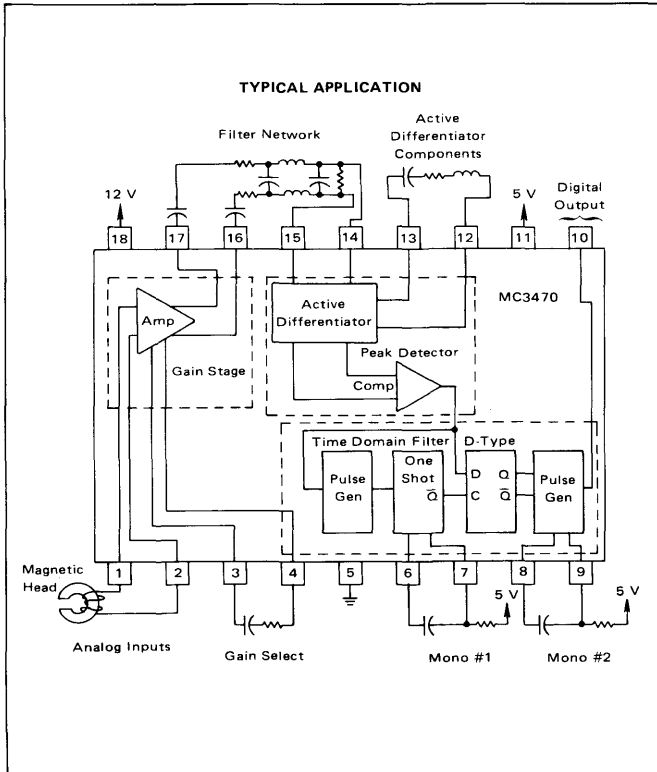 TYPICAL APPLICATION
Filter Network
Active
Differentiator
Components
12 V
5 V
Digital
Output
18
17
16
15
14
13
12
11
10
MC3470
Amp
Gain Stage
Active
Differentiator
Peak Detector
Comp
Time Domain Filter
D-Type
Pulse
Gen
One
Shot
Q̅
D Q
C Q̅
Pulse
Gen
Magnetic
Head
1
2
3
4
5
6
7
8
9
5 V
5 V
Analog Inputs
Gain Select
Mono #1
Mono #2